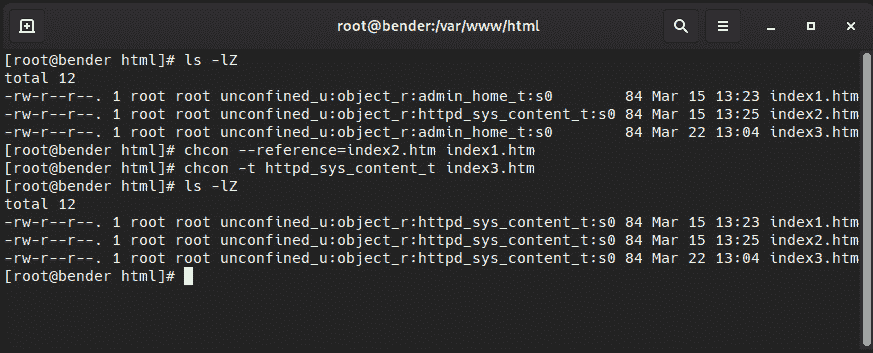 root@bender:/var/www/html
[root@bender html]# ls -lZ
total 12
-rw-r--r--. 1 root root unconfined_u:object_r:admin_home_t:s0         84 Mar 15 13:23 index1.htm
-rw-r--r--. 1 root root unconfined_u:object_r:httpd_sys_content_t:s0 84 Mar 15 13:25 index2.htm
-rw-r--r--. 1 root root unconfined_u:object_r:admin_home_t:s0         84 Mar 22 13:04 index3.htm
[root@bender html]# chcon --reference=index2.htm index1.htm
[root@bender html]# chcon -t httpd_sys_content_t index3.htm
[root@bender html]# ls -lZ
total 12
-rw-r--r--. 1 root root unconfined_u:object_r:httpd_sys_content_t:s0 84 Mar 15 13:23 index1.htm
-rw-r--r--. 1 root root unconfined_u:object_r:httpd_sys_content_t:s0 84 Mar 15 13:25 index2.htm
-rw-r--r--. 1 root root unconfined_u:object_r:httpd_sys_content_t:s0 84 Mar 22 13:04 index3.htm
[root@bender html]#